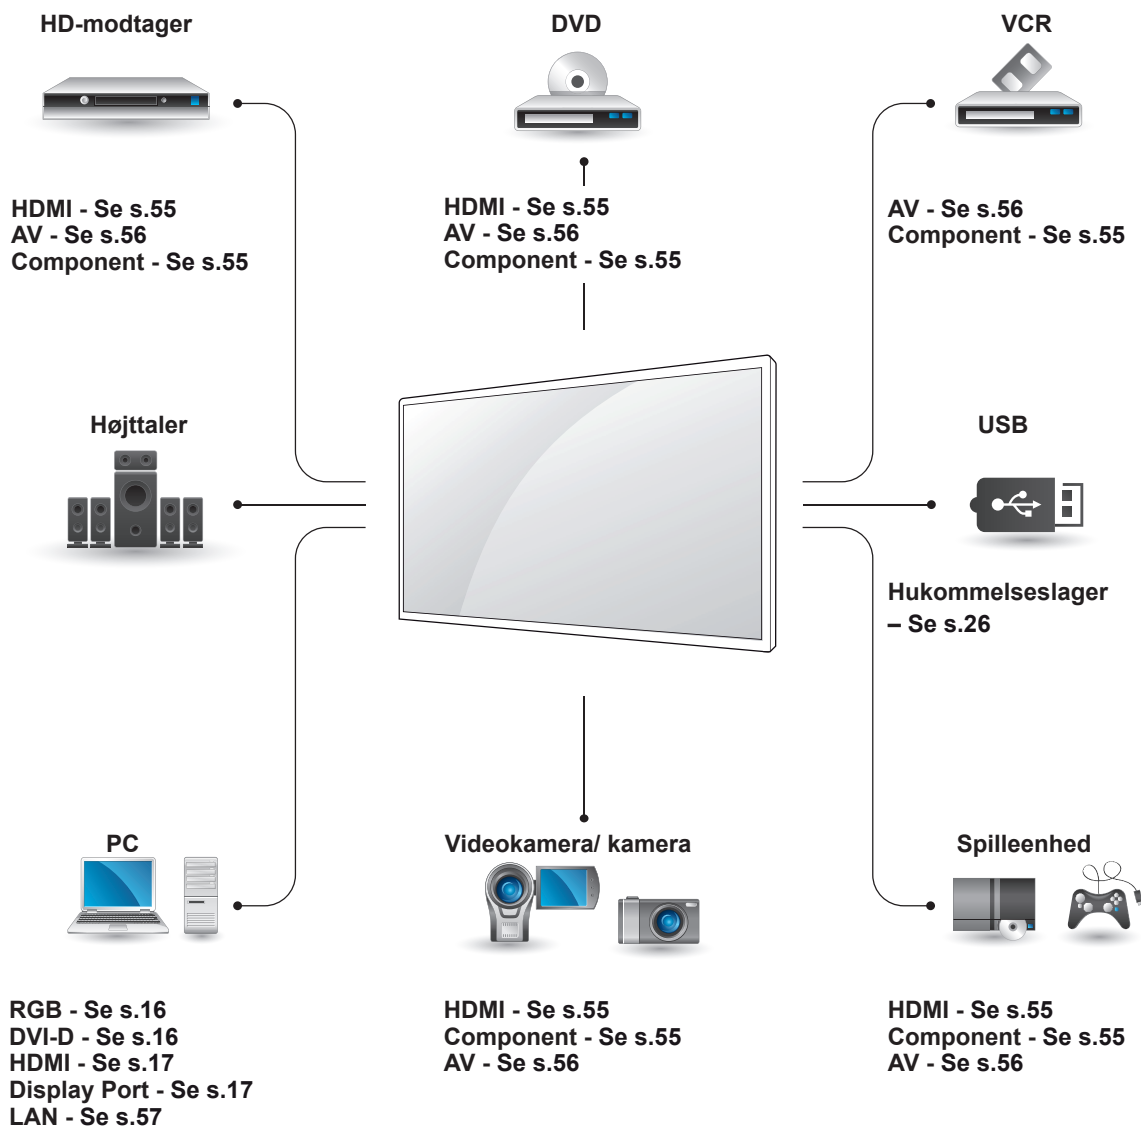 HD-modtager
HDMI - Se s.55
AV - Se s.56
Component - Se s.55
DVD
HDMI - Se s.55
AV - Se s.56
Component - Se s.55
VCR
AV - Se s.56
Component - Se s.55
Højttaler
USB
Hukommelseslager
– Se s.26
PC
RGB - Se s.16
DVI-D - Se s.16
HDMI - Se s.17
Display Port - Se s.17
LAN - Se s.57
Videokamera/ kamera
HDMI - Se s.55
Component - Se s.55
AV - Se s.56
Spilleenhed
HDMI - Se s.55
Component - Se s.55
AV - Se s.56